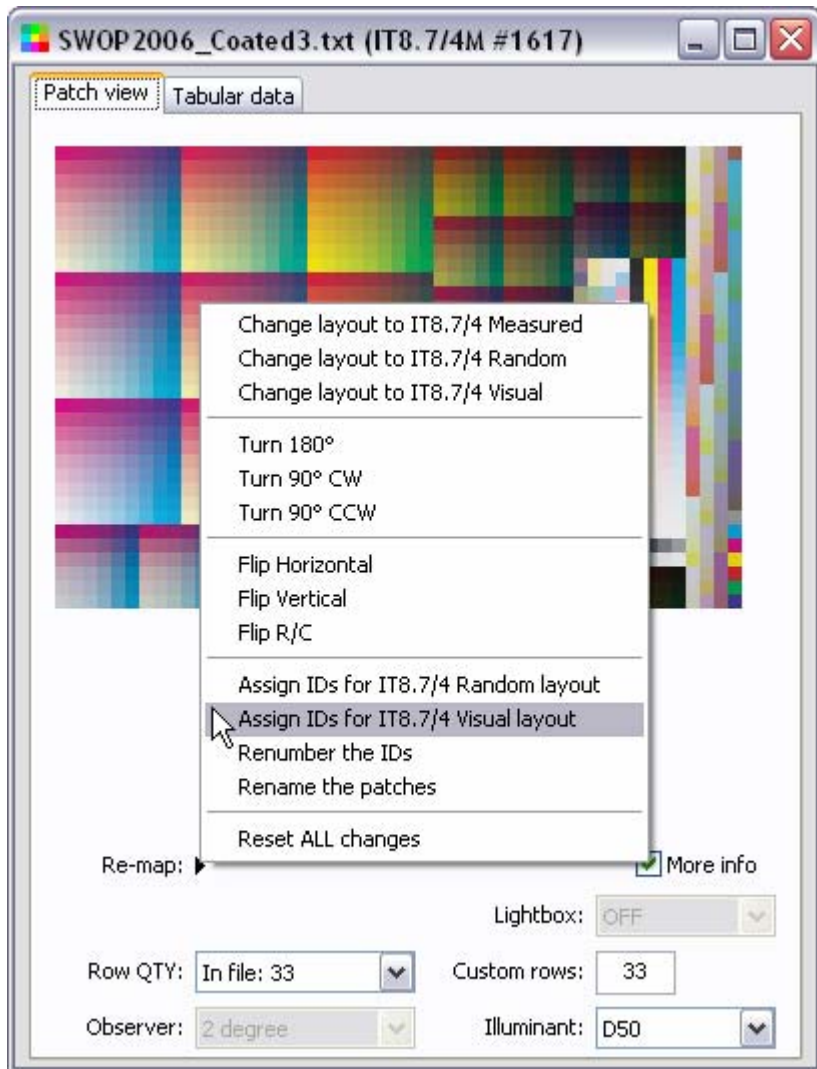 SWOP2006_Coated3.txt (IT8.7/4M #1617)
Patch view Tabular data
Change layout to IT8.7/4 Measured
Change layout to IT8.7/4 Random
Change layout to IT8.7/4 Visual
Turn 180°
Turn 90° CW
Turn 90° CCW
Flip Horizontal
Flip Vertical
Flip R/C
Assign IDs for IT8.7/4 Random layout
Assign IDs for IT8.7/4 Visual layout
Renumber the IDs
Rename the patches
Reset ALL changes
Re-map: More info
Lightbox: OFF
Row QTY: In file: 33 Custom rows: 33
Observer: 2 degree Illuminant: D50